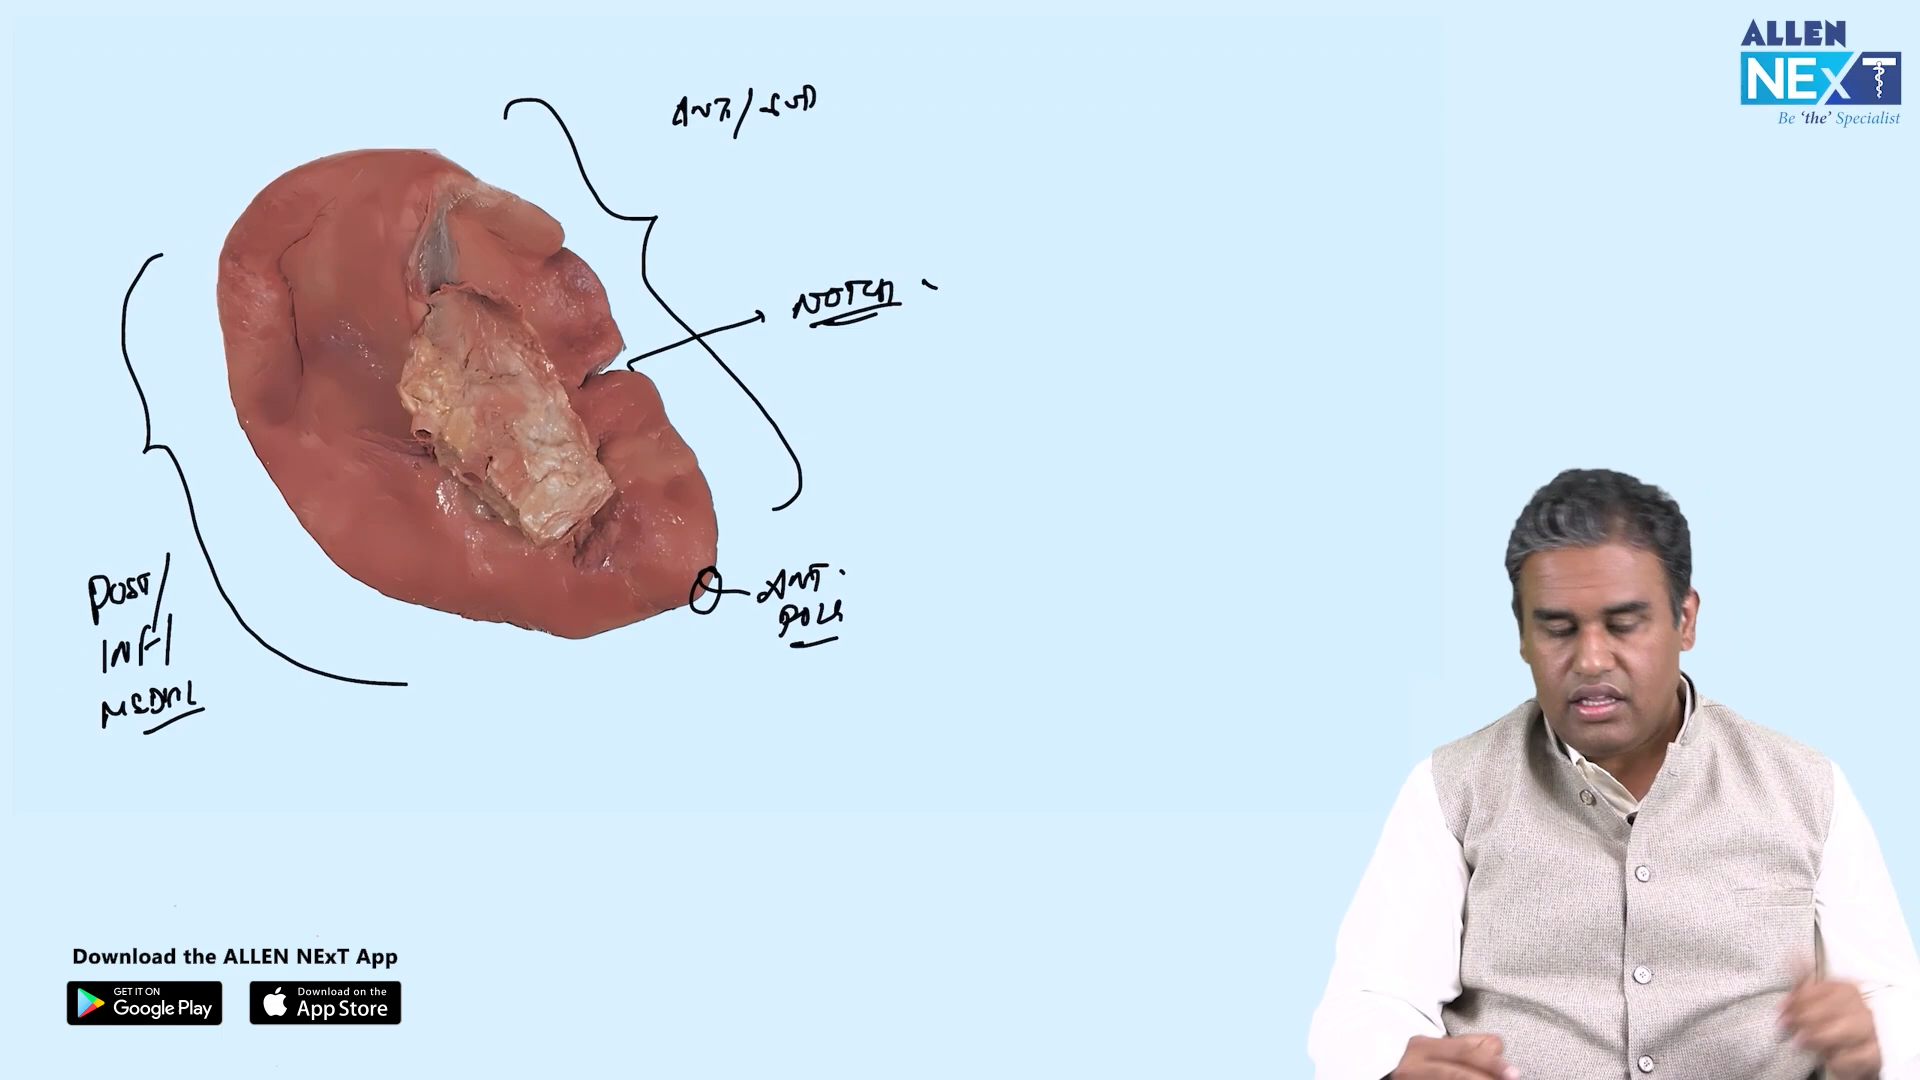 ALLEN
NExT
Be 'the' Specialist
ANT/SUP
NOTCH
ANT.
POLE
POST/
INF/
MEDIAL
Download the ALLEN NExT App
GET IT ON
Google Play
Download on the
App Store